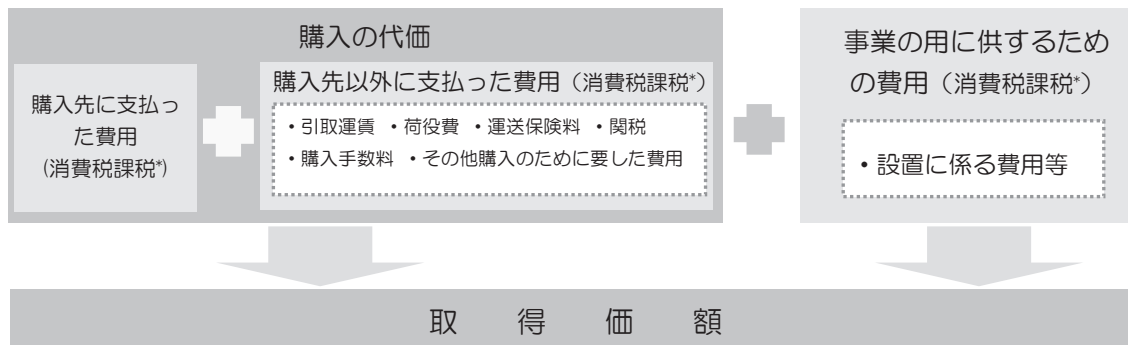 購入の代価
購入先に支払っ
た費用
(消費税課税*)
購入先以外に支払った費用（消費税課税*）
・引取運賃 ・荷役費 ・運送保険料 ・関税
・購入手数料 ・その他購入のために要した費用
事業の用に供するため
の費用（消費税課税*）
・設置に係る費用等
取得価額